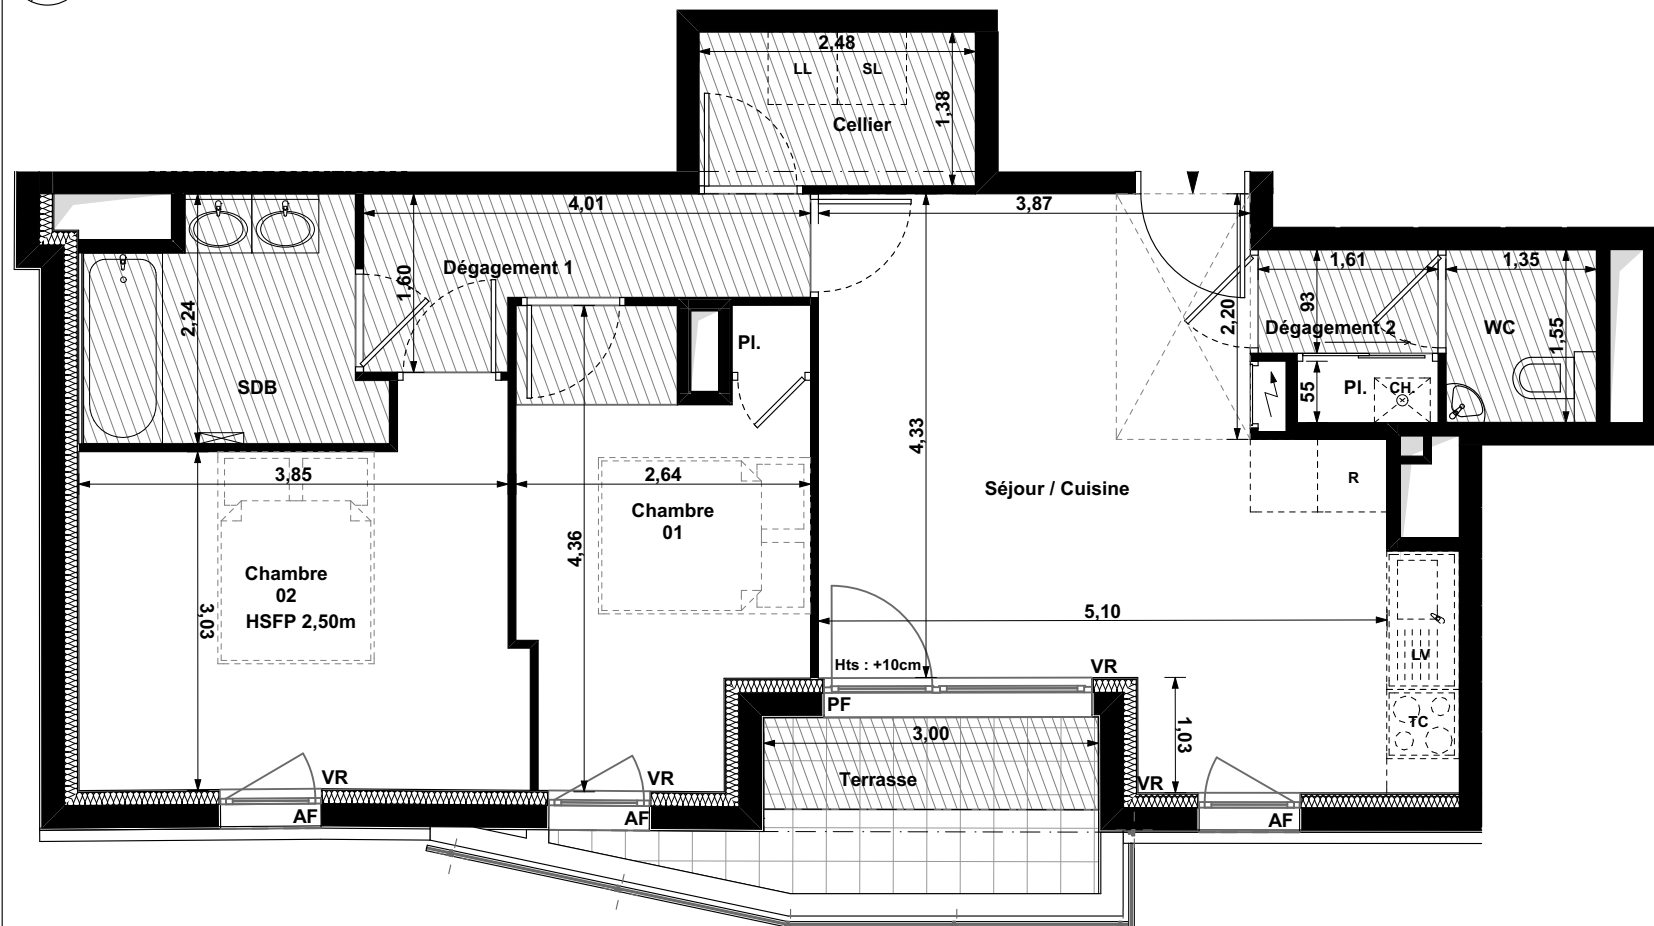 2,48
LL
SL
1,38
Cellier
4,01
3,87
Dégagement 1
1,60
1,61
1,35
93
2,24
2,20
Dégagement 2
WC
1,55
Pl.
SDB
55
Pl.
CH
4,33
3,85
2,64
Séjour / Cuisine
R
Chambre
01
4,36
Chambre
02
HSFP 2,50m
3,03
5,10
LV
Hts : +10cm
VR
PF
TC
3,00
1,03
Terrasse
VR
VR
VR
AF
AF
AF